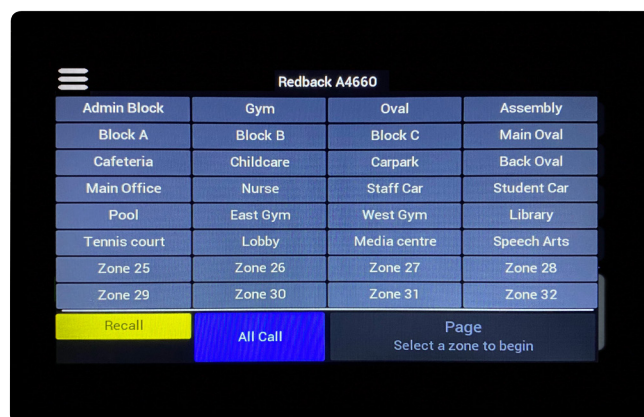 Redback A4660
Admin Block Gym Oval Assembly
Block A Block B Block C Main Oval
Cafeteria Childcare Carpark Back Oval
Main Office Nurse Staff Car Student Car
Pool East Gym West Gym Library
Tennis court Lobby Media centre Speech Arts
Zone 25 Zone 26 Zone 27 Zone 28
Zone 29 Zone 30 Zone 31 Zone 32
Recall
All Call
Page
Select a zone to begin